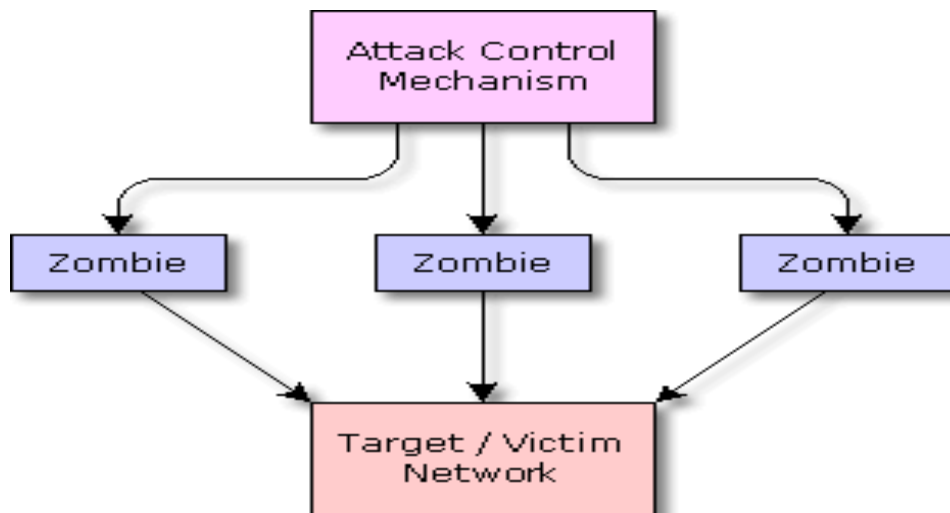 Attack Control
Mechanism
Zombie
Zombie
Zombie
Target / Victim
Network